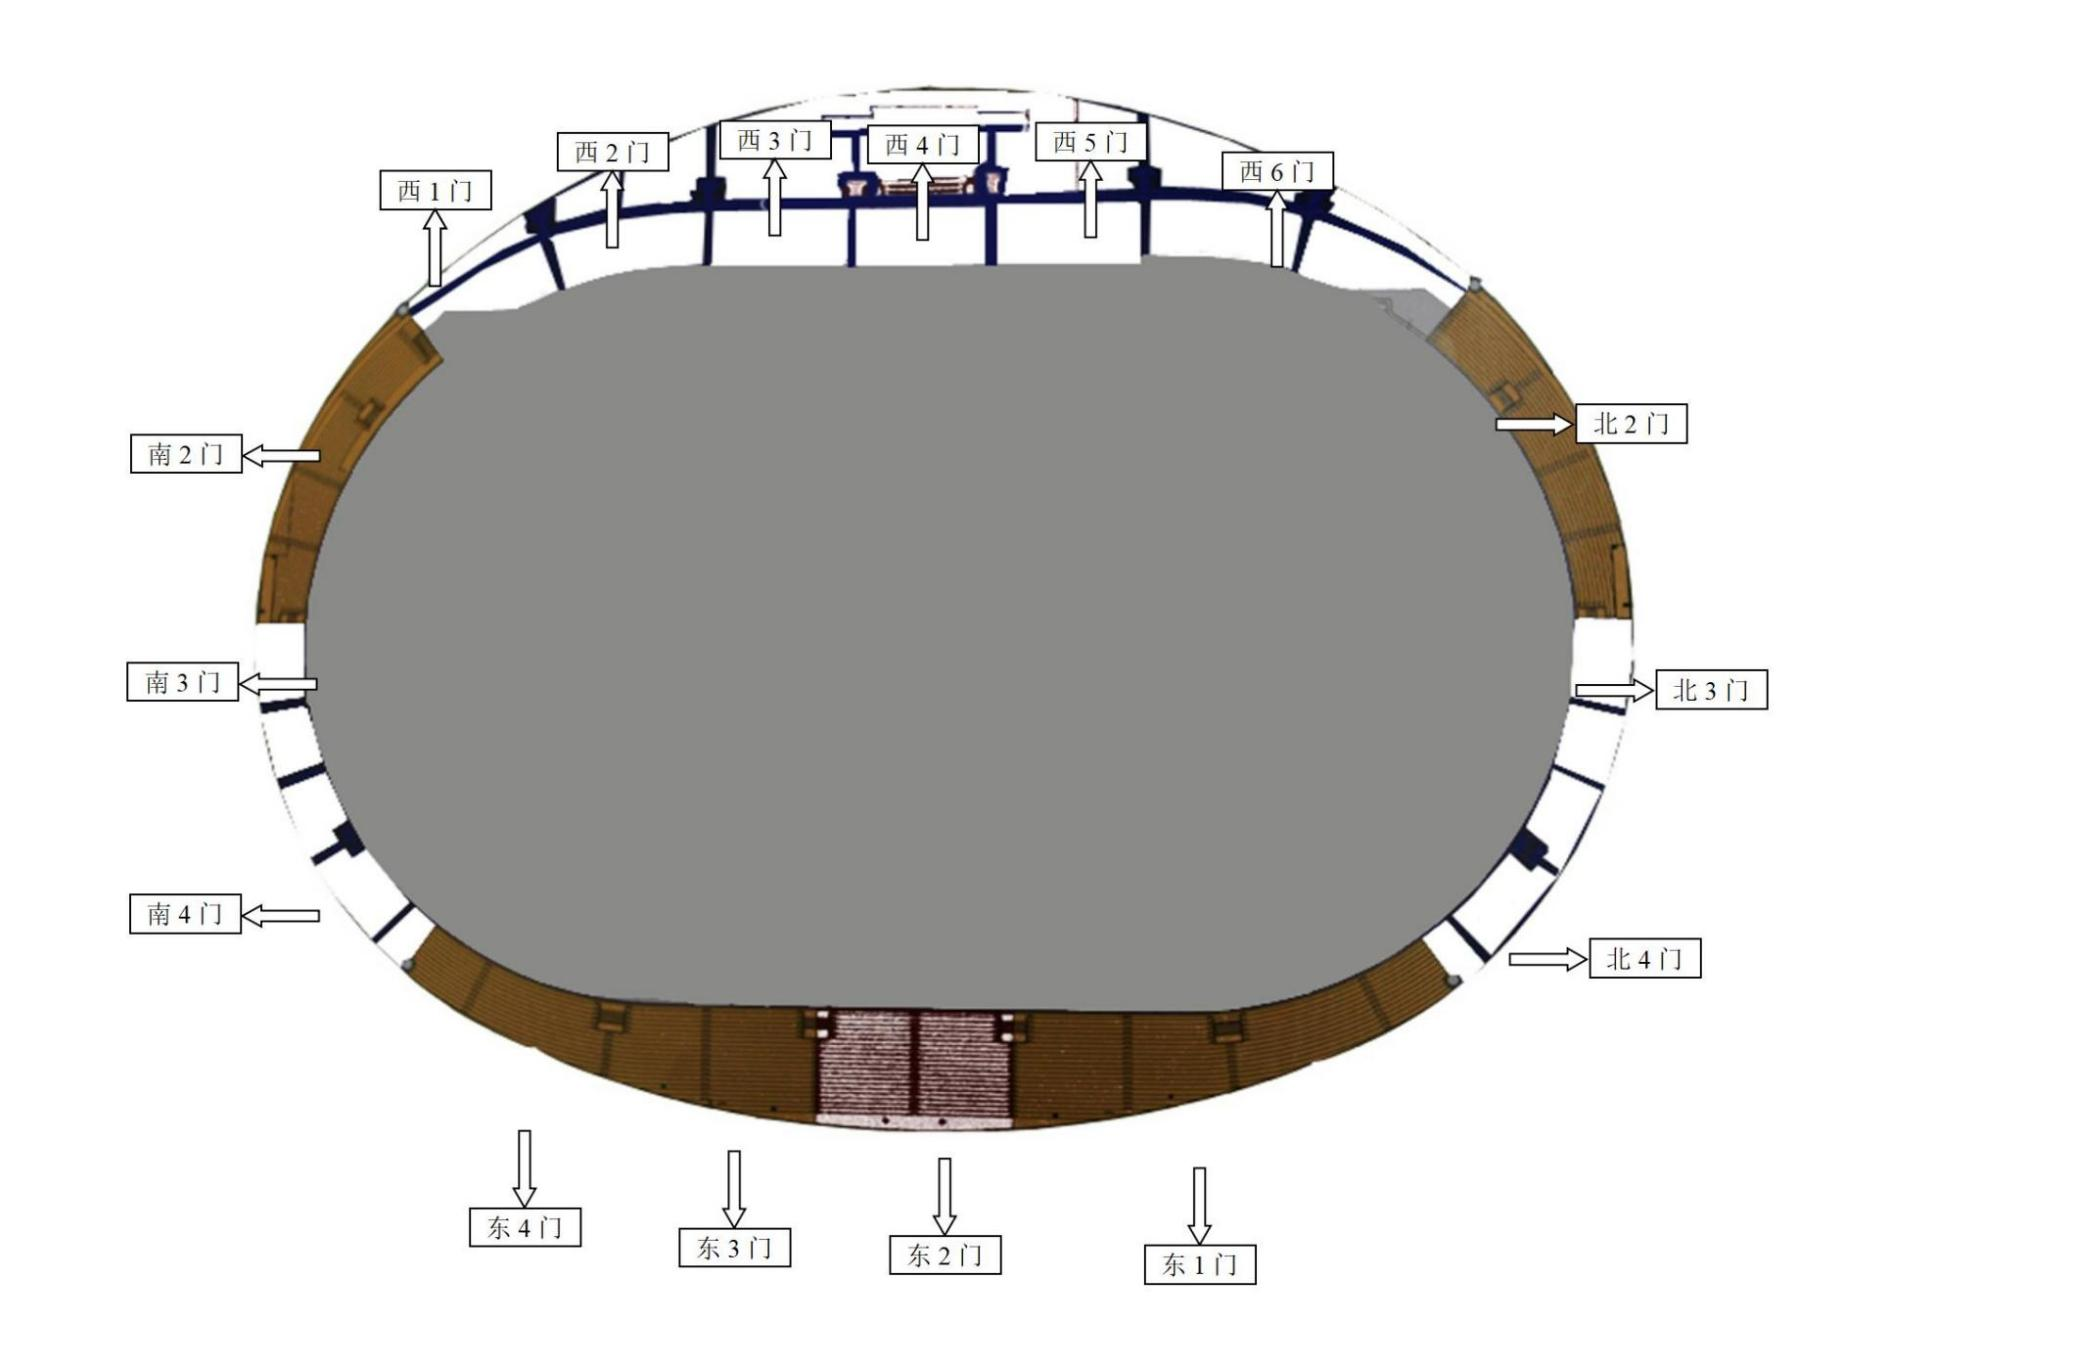 西 1 门
西 2 门
西 3 门
西 4 门
西 5 门
西 6 门
南 2 门
北 2 门
南 3 门
北 3 门
南 4 门
北 4 门
东 4 门
东 3 门
东 2 门
东 1 门